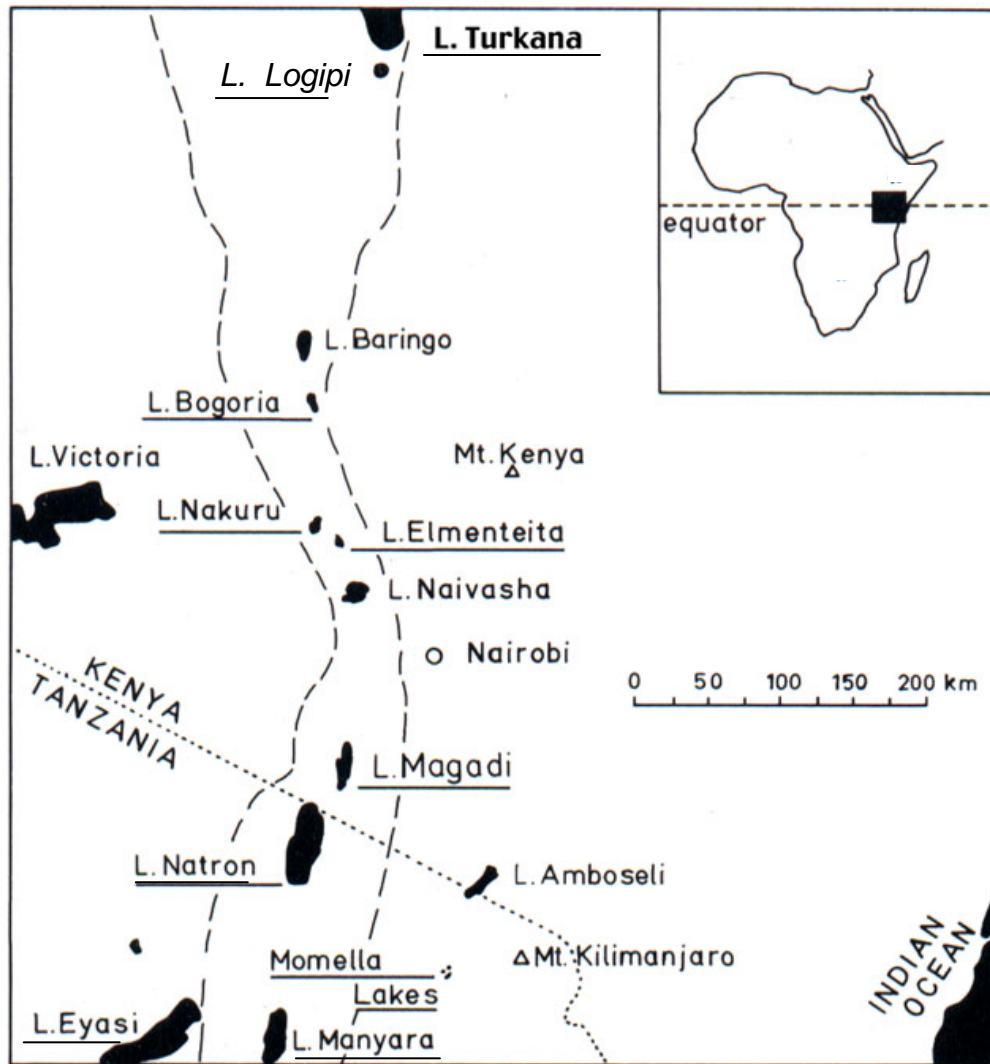 L. Turkana
L. Logipi
equator
L. Baringo
L. Bogoria
L. Victoria
Mt. Kenya
L. Nakuru
L. Elmenteita
L. Naivasha
Nairobi
0 50 100 150 200 km
KENYA
TANZANIA
L. Magadi
L. Natron
L. Amboseli
Momella
Lakes
Mt. Kilimanjaro
INDIAN
OCEAN
L. Eyasi
L. Manyara